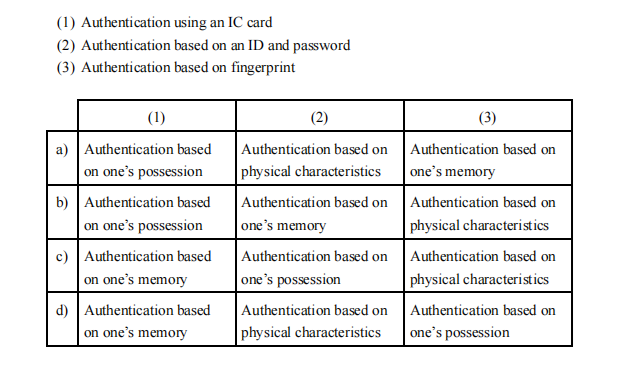 (1) Authentication using an IC card
(2) Authentication based on an ID and password
(3) Authentication based on fingerprint
(1) (2) (3)
a) Authentication based Authentication based on Authentication based on
on one’s possession physical characteristics one’s memory
b) Authentication based Authentication based on Authentication based on
on one’s possession one’s memory physical characteristics
c) Authentication based Authentication based on Authentication based on
on one’s memory one’s possession physical characteristics
d) Authentication based Authentication based on Authentication based on
on one’s memory physical characteristics one’s possession